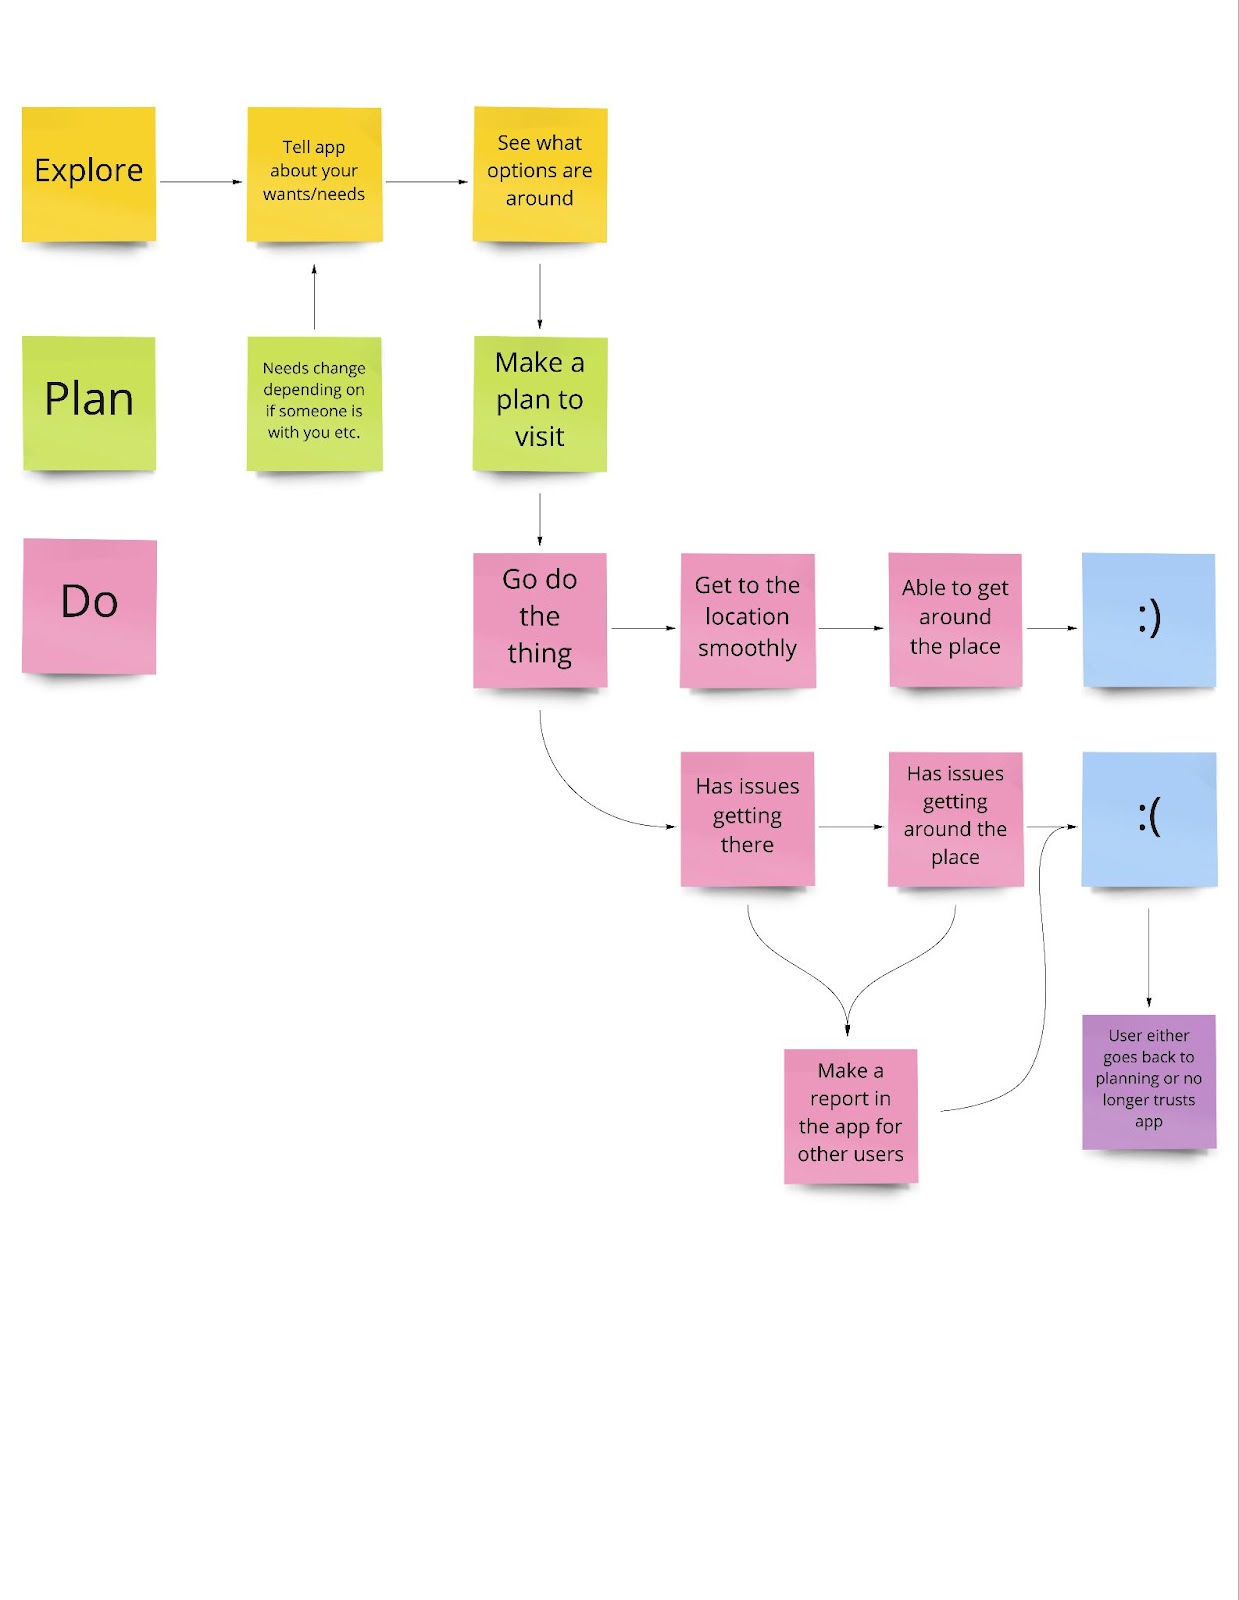 Explore
Tell app
about your
wants/needs
See what
options are
around
Plan
Needs change
depending on
if someone is
with you etc.
Make a
plan to
visit
Do
Go do
the
thing
Get to the
location
smoothly
Able to get
around
the place
:)
Has issues
getting
there
Has issues
getting
around the
place
:(
Make a
report in
the app for
other users
User either
goes back to
planning or no
longer trusts
app